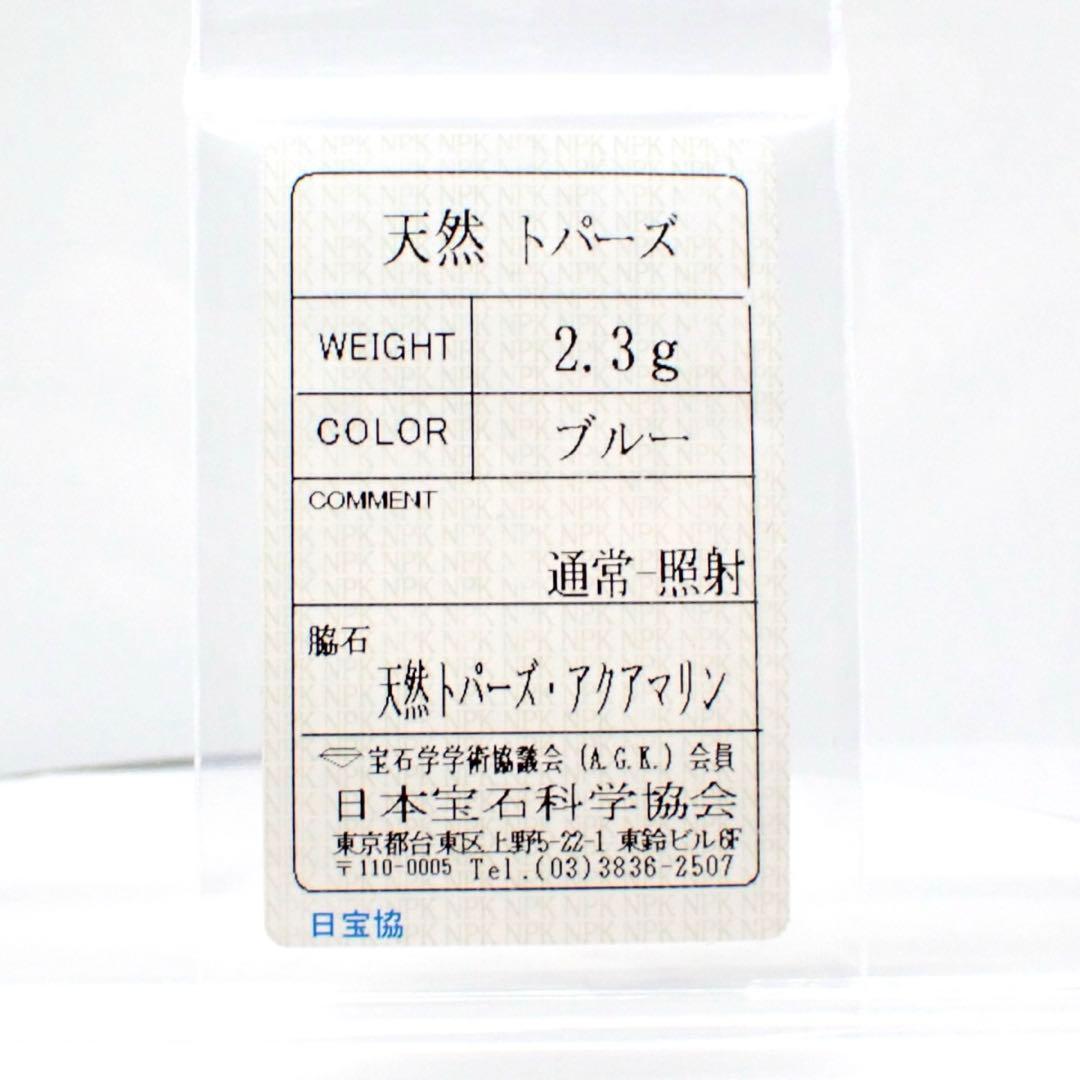 天然 トパーズ
WEIGHT 2.3g
COLOR ブルー
COMMENT
通常-照射
脇石
天然トパーズ・アクアマリン
宝石学学術協議会 (A.G.K.) 会員
日本宝石科学協会
東京都台東区上野5-22-1 東鈴ビル6F
〒110-0005 Tel.(03)3836-2507
日宝協